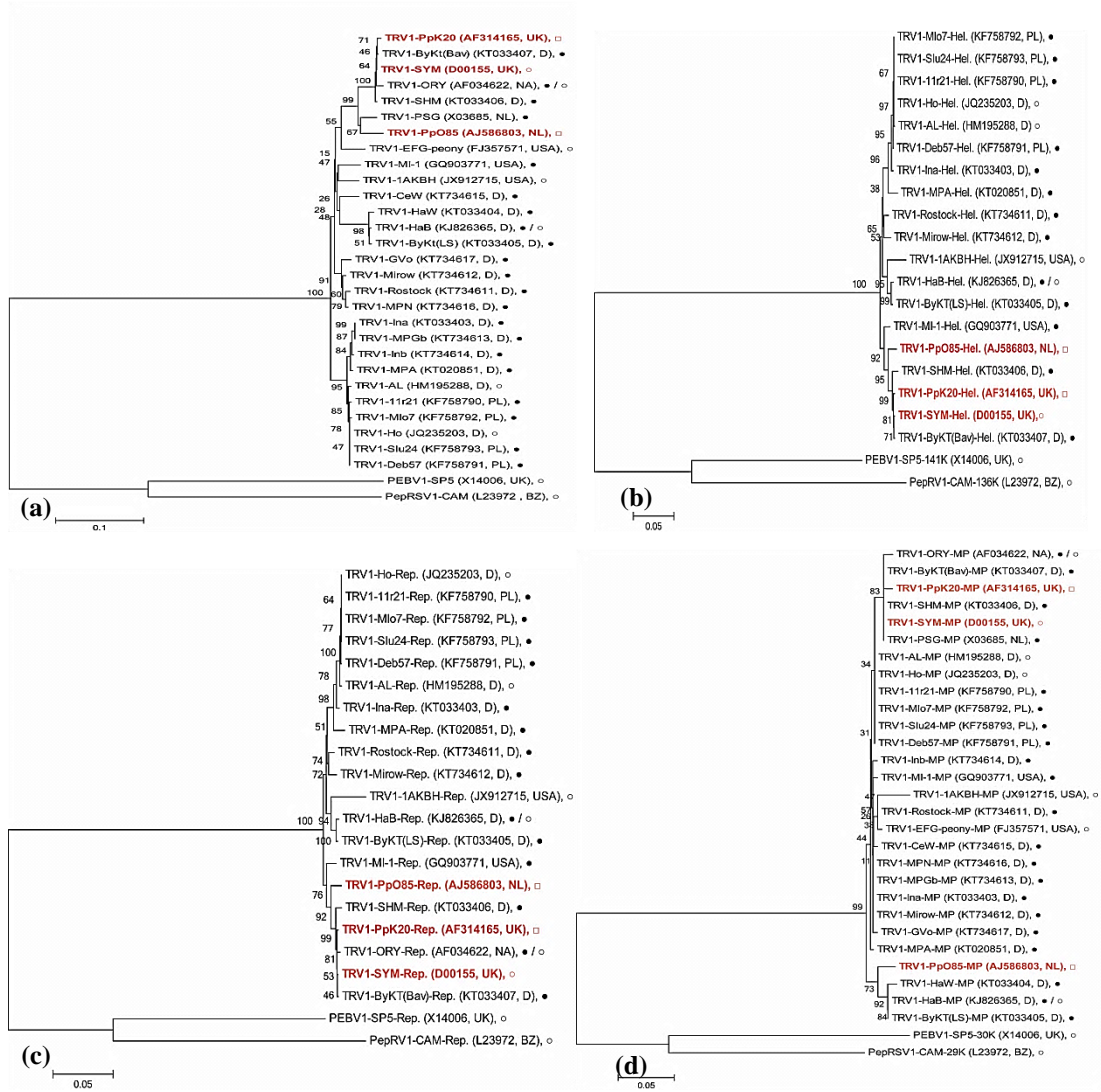 TRV1-PpK20 (AF314165, UK), □
TRV1-ByKt(Bav) (KT033407, D), ●
TRV1-SYM (D00155, UK), ○
TRV1-ORY (AF034622, NA), ● / ○
TRV1-SHM (KT033406, D), ●
TRV1-PSG (X03685, NL), ●
TRV1-PpO85 (AJ586803, NL) □
TRV1-EFG-peony (FJ357571, USA), ○
TRV1-MI-1 (GQ903771, USA), ●
TRV1-1AKBH (JX912715, USA), ○
TRV1-CeW (KT734615, D), ●
TRV1-HaW (KT033404, D), ●
TRV1-HaB (KJ826365, D), ● / ○
TRV1-ByKt(LS) (KT033405, D), ●
TRV1-GVo (KT734617, D), ●
TRV1-Mirow (KT734612, D), ●
TRV1-Rostock (KT734611, D), ●
TRV1-MPN (KT734616, D), ●
TRV1-Ina (KT033403, D), ●
TRV1-MPGb (KT734613, D), ●
TRV1-Inb (KT734614, D), ●
TRV1-MPA (KT020851, D), ●
TRV1-AL (HM195288, D) ○
TRV1-11r21 (KF758790, PL), ●
TRV1-Mlo7 (KF758792, PL), ●
TRV1-Ho (JQ235203, D) ○
TRV1-Slu24 (KF758793, PL), ●
TRV1-Deb57 (KF758791, PL), ●
PEBV1-SP5 (X14006, UK), ○
PepRSV1-CAM (L23972 , BZ), ○
71
46
64
100
99
67
55
15
47
26
28
48
98
51
91
100
60
79
99
87
84
95
85
78
47
(a)
0.1
TRV1-Mlo7-Hel. (KF758792, PL), ●
TRV1-Slu24-Hel. (KF758793, PL), ●
TRV1-11r21-Hel. (KF758790, PL), ●
TRV1-Ho-Hel. (JQ235203, D) ○
TRV1-AL-Hel. (HM195288, D) ○
TRV1-Deb57-Hel. (KF758791, PL), ●
TRV1-Ina-Hel. (KT033403, D), ●
TRV1-MPA-Hel. (KT020851, D), ●
TRV1-Rostock-Hel. (KT734611, D), ●
TRV1-Mirow-Hel. (KT734612, D), ●
TRV1-1AKBH-Hel. (JX912715, USA), ○
TRV1-HaB-Hel. (KJ826365, D), ● / ○
TRV1-ByKT(LS)-Hel. (KT033405, D), ●
TRV1-MI-1-Hel. (GQ903771, USA), ●
TRV1-PpO85-Hel. (AJ586803, NL) □
TRV1-SHM-Hel. (KT033406, D), ●
TRV1-PpK20-Hel. (AF314165, UK), □
TRV1-SYM-Hel. (D00155, UK), ○
TRV1-ByKT(Bav)-Hel. (KT033407, D), ●
PEBV1-SP5-141K (X14006, UK), ○
PepRV1-CAM-136K (L23972, BZ), ○
67
97
95
96
38
65
53
100
95
99
92
95
99
81
71
(b)
0.05
TRV1-Ho-Rep. (JQ235203, D) ○
TRV1-11r21-Rep. (KF758790, PL), ●
TRV1-Mlo7-Rep. (KF758792, PL), ●
TRV1-Slu24-Rep. (KF758793, PL), ●
TRV1-Deb57-Rep. (KF758791, PL), ●
TRV1-AL-Rep. (HM195288, D) ○
TRV1-Ina-Rep. (KT033403, D), ●
TRV1-MPA-Rep. (KT020851, D), ●
TRV1-Rostock-Rep. (KT734611, D), ●
TRV1-Mirow-Rep. (KT734612, D), ●
TRV1-1AKBH-Rep. (JX912715, USA), ○
TRV1-HaB-Rep. (KJ826365, D), ● / ○
TRV1-ByKT(LS)-Rep. (KT033405, D), ●
TRV1-MI-1-Rep. (GQ903771, USA), ●
TRV1-PpO85-Rep. (AJ586803, NL) □
TRV1-SHM-Rep. (KT033406, D), ●
TRV1-PpK20-Rep. (AF314165, UK), □
TRV1-ORY-Rep. (AF034622, NA), ● / ○
TRV1-SYM-Rep. (D00155, UK), ○
TRV1-ByKT(Bav)-Rep. (KT033407, D), ●
PEBV1-SP5-Rep. (X14006, UK), ○
PepRV1-CAM-Rep. (L23972, BZ), ○
64
77
100
78
98
51
74
72
100
94
100
76
92
99
81
53
46
(c)
0.05
TRV1-ORY-MP (AF034622, NA), ● / ○
TRV1-ByKT(Bav)-MP (KT033407, D), ●
TRV1-PpK20-MP (AF314165, UK), □
TRV1-SHM-MP (KT033406, D), ●
TRV1-SYM-MP (D00155, UK), ○
TRV1-PSG-MP (X03685, NL), ●
TRV1-AL-MP (HM195288, D), ○
TRV1-Ho-MP (JQ235203, D), ○
TRV1-11r21-MP (KF758790, PL), ●
TRV1-Mlo7-MP (KF758792, PL), ●
TRV1-Slu24-MP (KF758793, PL), ●
TRV1-Deb57-MP (KF758791, PL), ●
TRV1-Inb-MP (KT734614, D), ●
TRV1-MI-1-MP (GQ903771, USA), ●
TRV1-1AKBH-MP (JX912715, USA), ○
TRV1-Rostock-MP (KT734611, D), ●
TRV1-EFG-peony-MP (FJ357571, USA), ○
TRV1-CeW-MP (KT734615, D), ●
TRV1-MPN-MP (KT734616, D), ●
TRV1-MPGb-MP (KT734613, D), ●
TRV1-Ina-MP (KT033403, D), ●
TRV1-Mirow-MP (KT734612, D), ●
TRV1-GVo-MP (KT734617, D), ●
TRV1-MPA-MP (KT020851, D), ●
TRV1-PpO85-MP (AJ586803, NL), □
TRV1-HaW-MP (KT033404, D), ●
TRV1-HaB-MP (KJ826365, D), ● / ○
TRV1-ByKT(LS)-MP (KT033405, D), ●
PEBV1-SP5-30K (X14006, UK), ○
PepRSV1-CAM-29K (L23972, BZ), ○
83
34
31
57
44
11
99
73
92
84
(d)
0.05